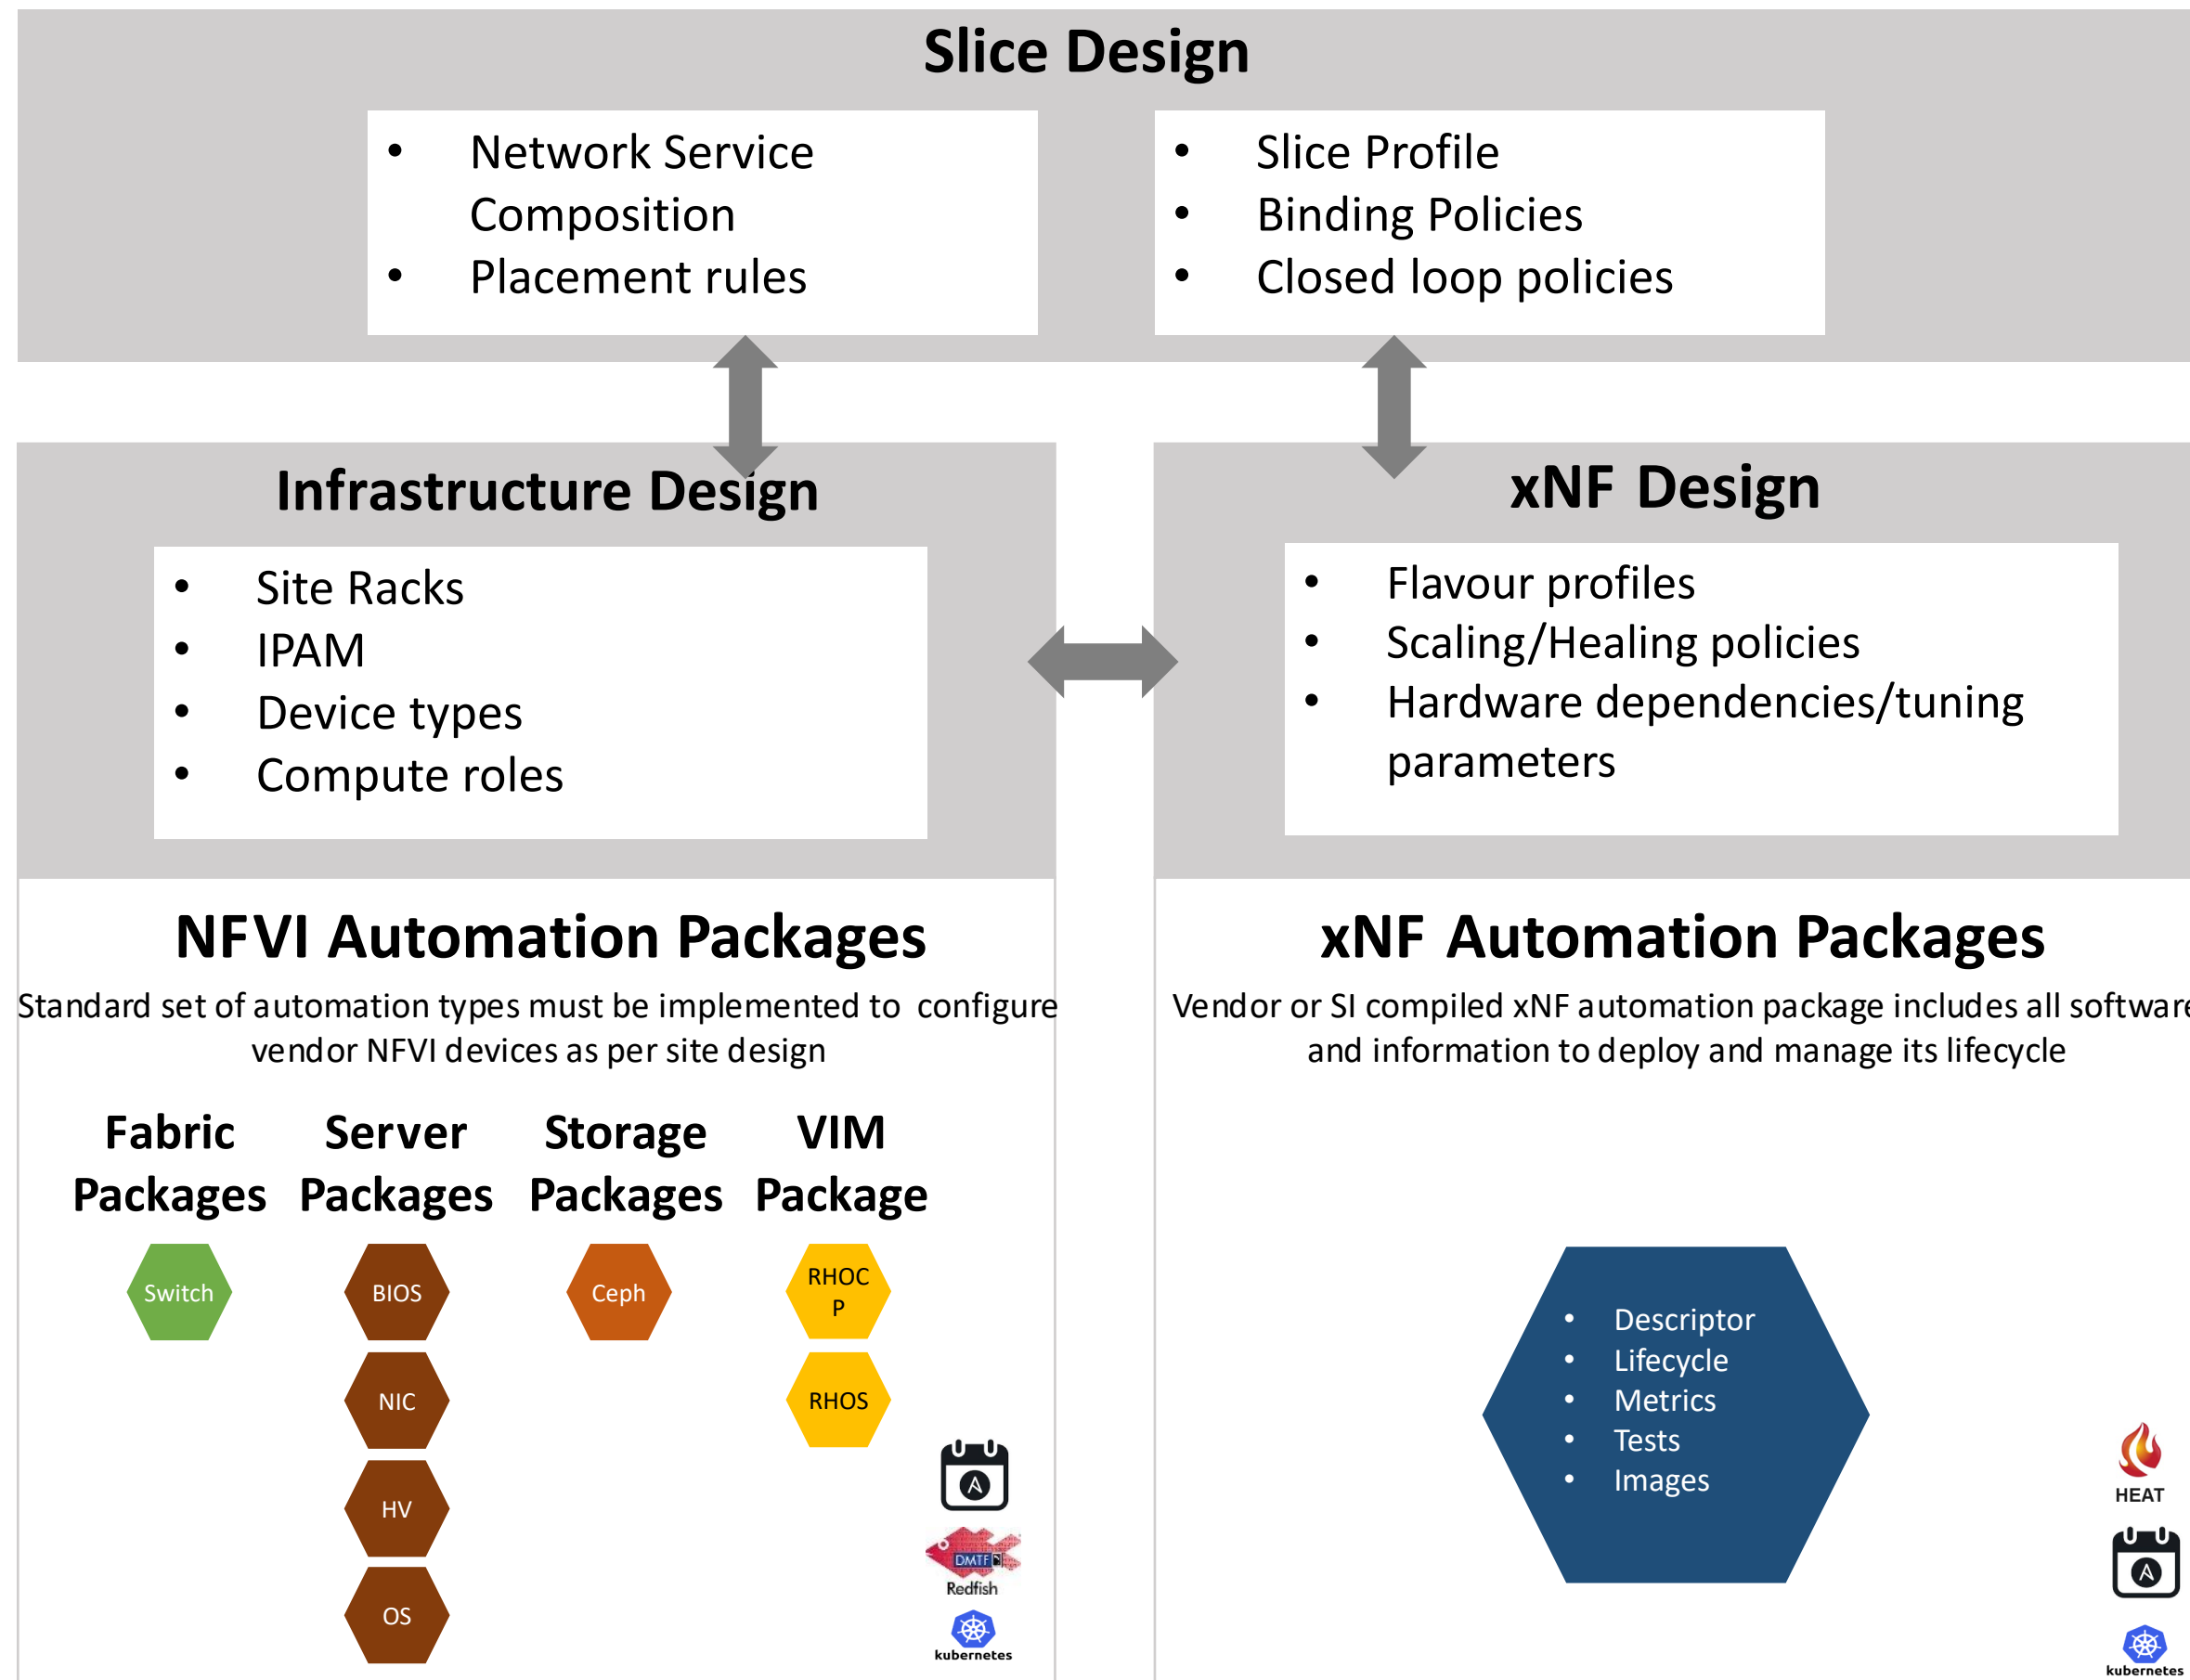 Slice Design
• Network Service
Composition
• Placement rules
• Slice Profile
• Binding Policies
• Closed loop policies
Infrastructure Design
• Site Racks
• IPAM
• Device types
• Compute roles
xNF Design
• Flavour profiles
• Scaling/Healing policies
• Hardware dependencies/tuning
parameters
NFVI Automation Packages
Standard set of automation types must be implemented to configure
vendor NFVI devices as per site design
Fabric
Packages
Server
Packages
Storage
Packages
VIM
Package
Switch
BIOS
Ceph
RHOC
P
NIC
RHOS
HV
OS
DMTF
Redfish
kubernetes
xNF Automation Packages
Vendor or SI compiled xNF automation package includes all software
and information to deploy and manage its lifecycle
• Descriptor
• Lifecycle
• Metrics
• Tests
• Images
HEAT
kubernetes